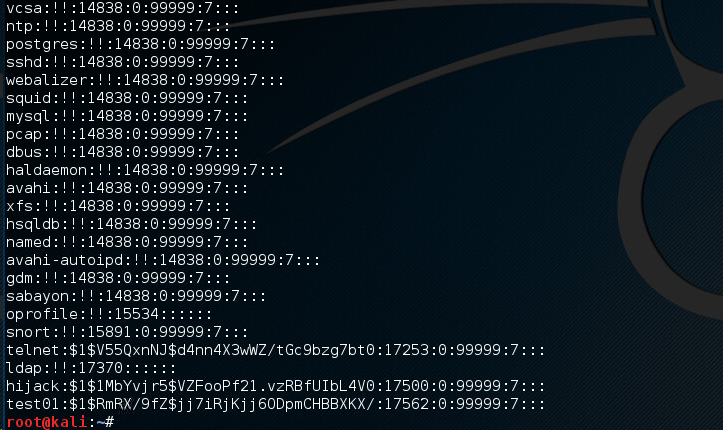 vcsa:!!:14838:0:99999:7:::
ntp:!!:14838:0:99999:7:::
postgres:!!:14838:0:99999:7:::
sshd:!!:14838:0:99999:7:::
webalizer:!!:14838:0:99999:7:::
squid:!!:14838:0:99999:7:::
mysql:!!:14838:0:99999:7:::
pcap:!!:14838:0:99999:7:::
dbus:!!:14838:0:99999:7:::
haldaemon:!!:14838:0:99999:7:::
avahi:!!:14838:0:99999:7:::
xfs:!!:14838:0:99999:7:::
hsqldb:!!:14838:0:99999:7:::
named:!!:14838:0:99999:7:::
avahi-autoipd:!!:14838:0:99999:7:::
gdm:!!:14838:0:99999:7:::
sabayon:!!:14838:0:99999:7:::
oprofile:!!:15534::::::
snort:!!:15891:0:99999:7:::
telnet:$1$V55QxnNJ$d4nn4X3wWZ/tGc9bzg7bt0:17253:0:99999:7:::
ldap:!!:17370::::::
hijack:$1$1MbYvjr5$VZFooPf21.vzRBfUIbL4V0:17500:0:99999:7:::
test01:$1$RmRX/9fZ$jj7iRjKjj6ODpmCHBBXKX/:17562:0:99999:7:::
root@kali:~#